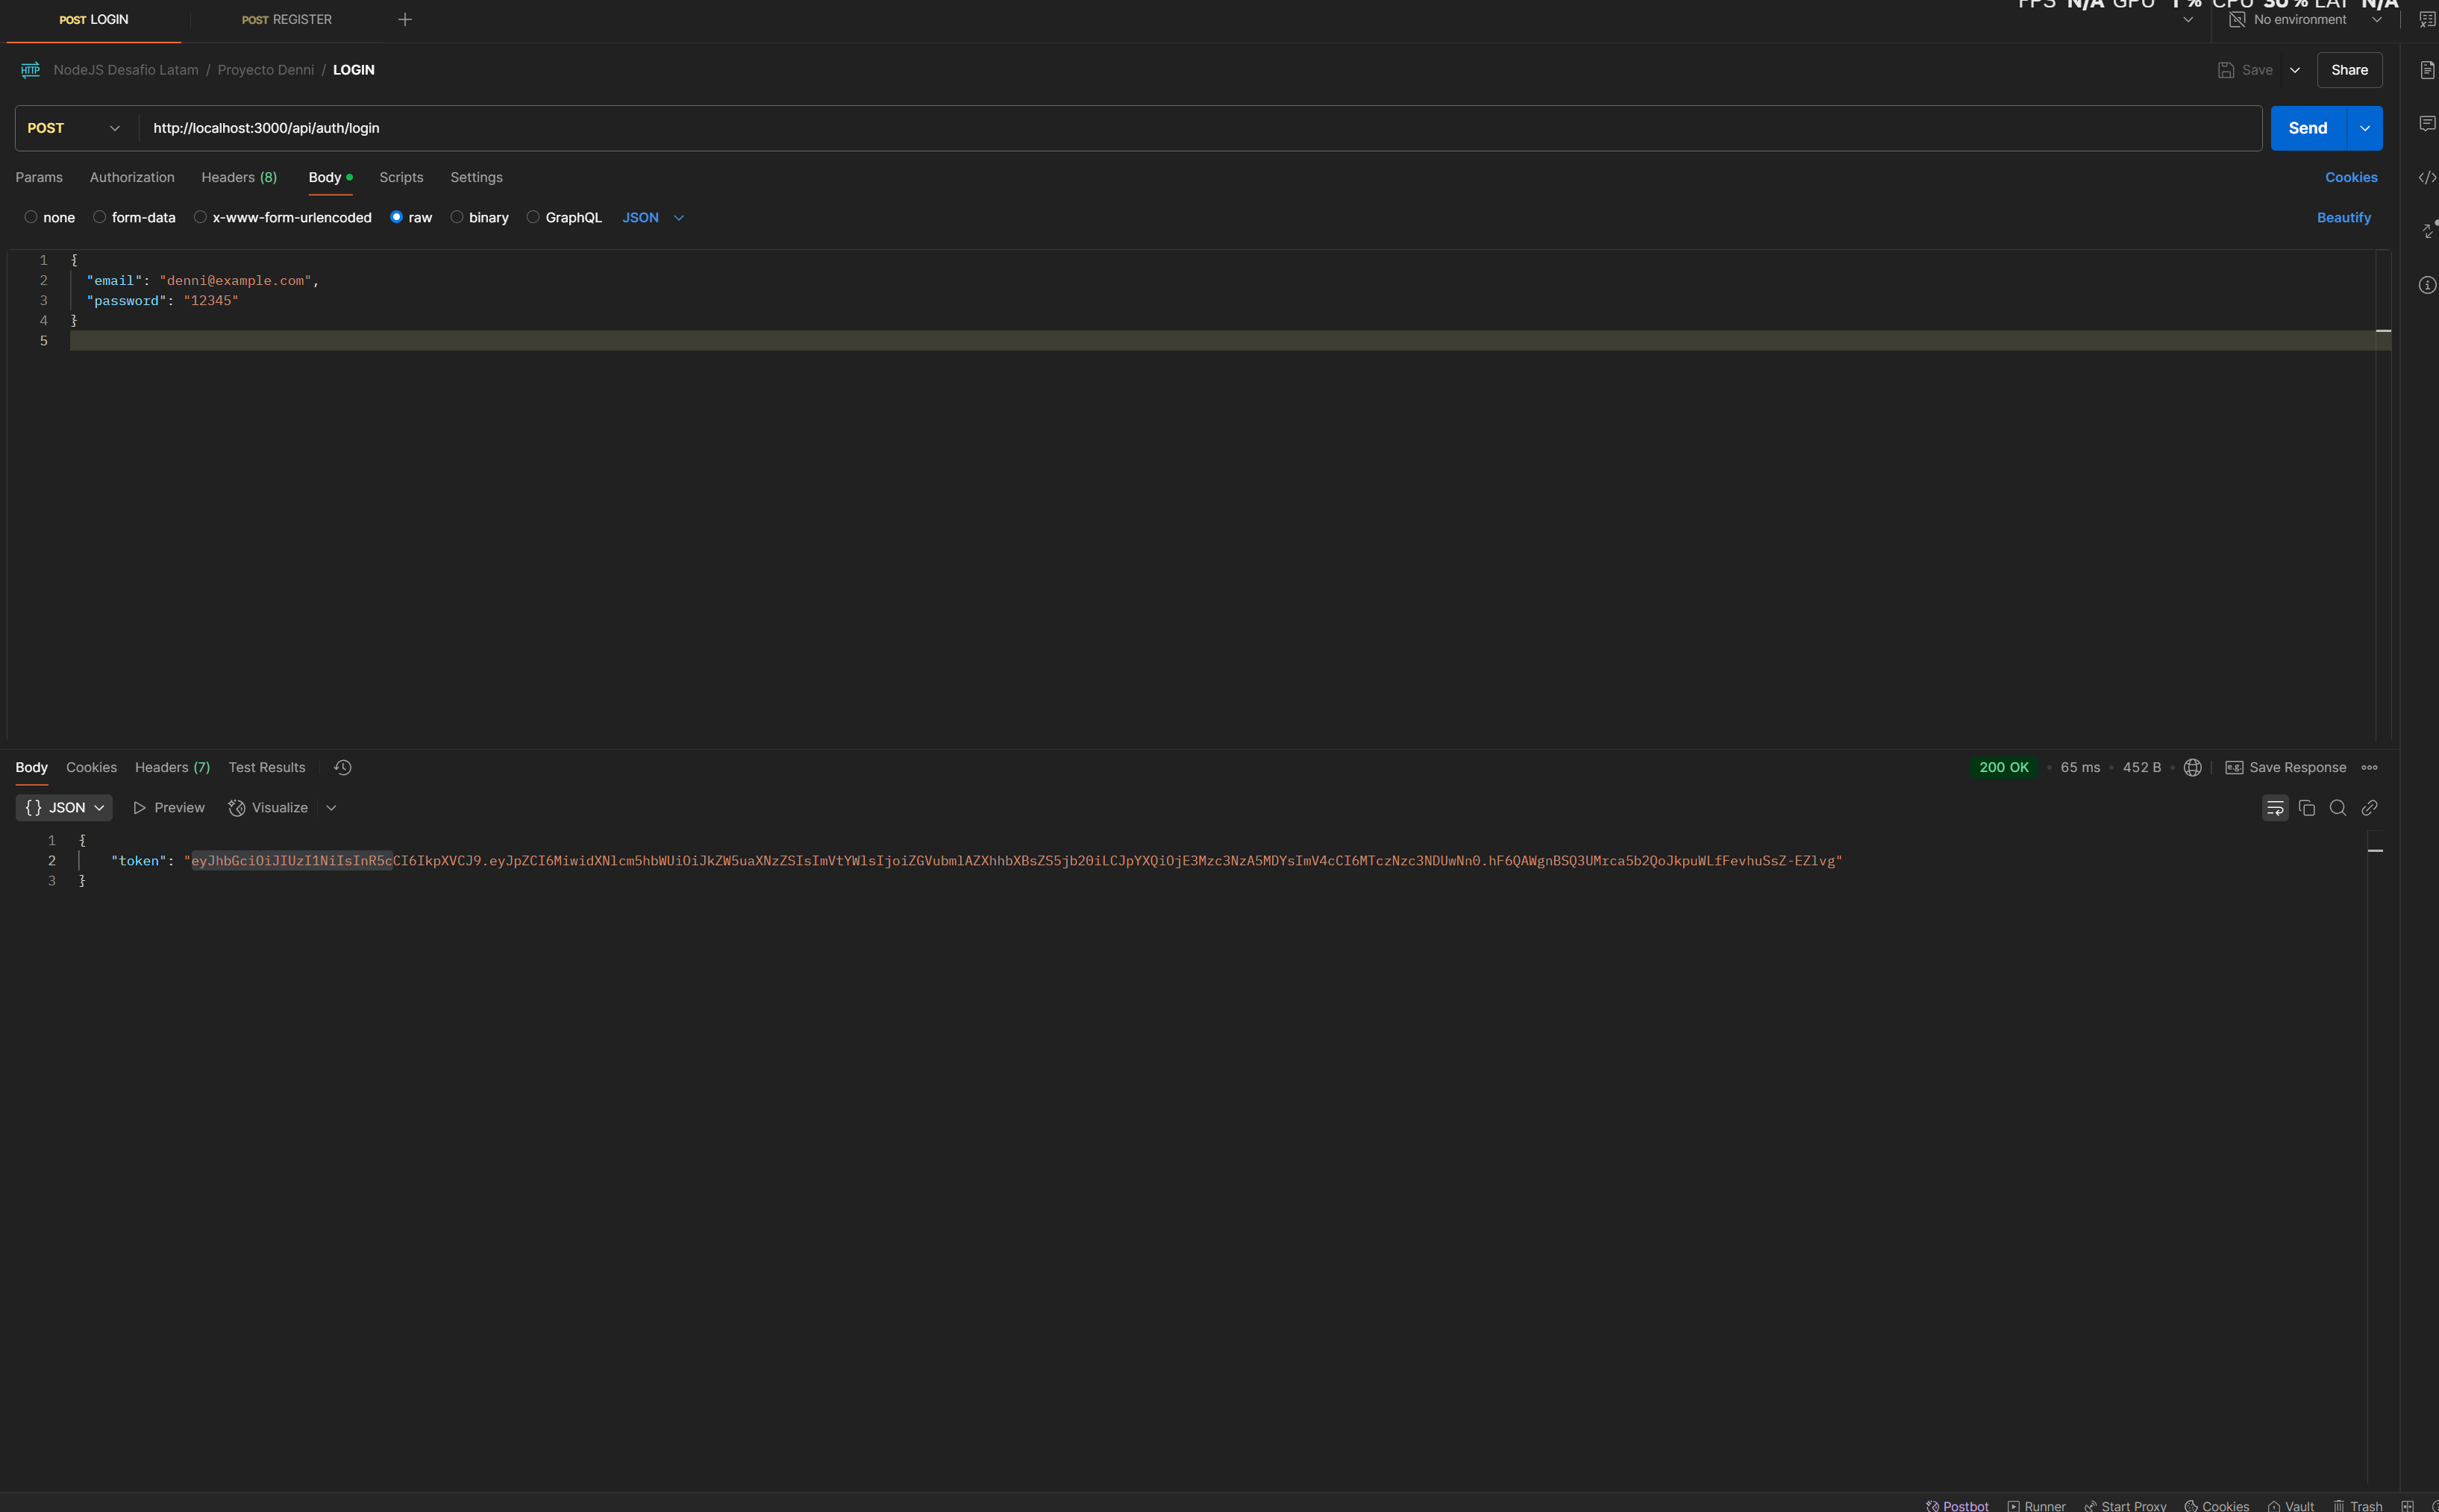 FPS N/A GPU 1 % CPU 30 % LAT N/A
POST LOGIN
POST REGISTER
No environment
HTTP NodeJS Desafio Latam / Proyecto Denni / LOGIN
Save
Share
POST
http://localhost:3000/api/auth/login
Send
Params Authorization Headers (8) Body Scripts Settings
Cookies
none form-data x-www-form-urlencoded raw binary GraphQL JSON
Beautify
1 {
2 "email": "denni@example.com",
3 "password": "12345"
4 }
5
Body Cookies Headers (7) Test Results
200 OK • 65 ms • 452 B
e.g. Save Response
{} JSON Preview Visualize
1 {
2 "token": "eyJhbGciOiJIUzI1NiIsInR5cCI6IkpXVCJ9.eyJpZCI6MiwidXNlcm5hbWUiOiJkZW5uaXNzZSIsImVtYWlsIjoiZGVubmlAZXhhbXBsZS5jb20iLCJpYXQiOjE3Mzc3NzA5MDYsImV4cCI6MTczNzc3NDUwNn0.hF6QAWgnBSQ3UMrca5b2QoJkpuWLfFevhuSsZ-EZlvg"
3 }
Postbot Runner Start Proxy Cookies Vault Trash